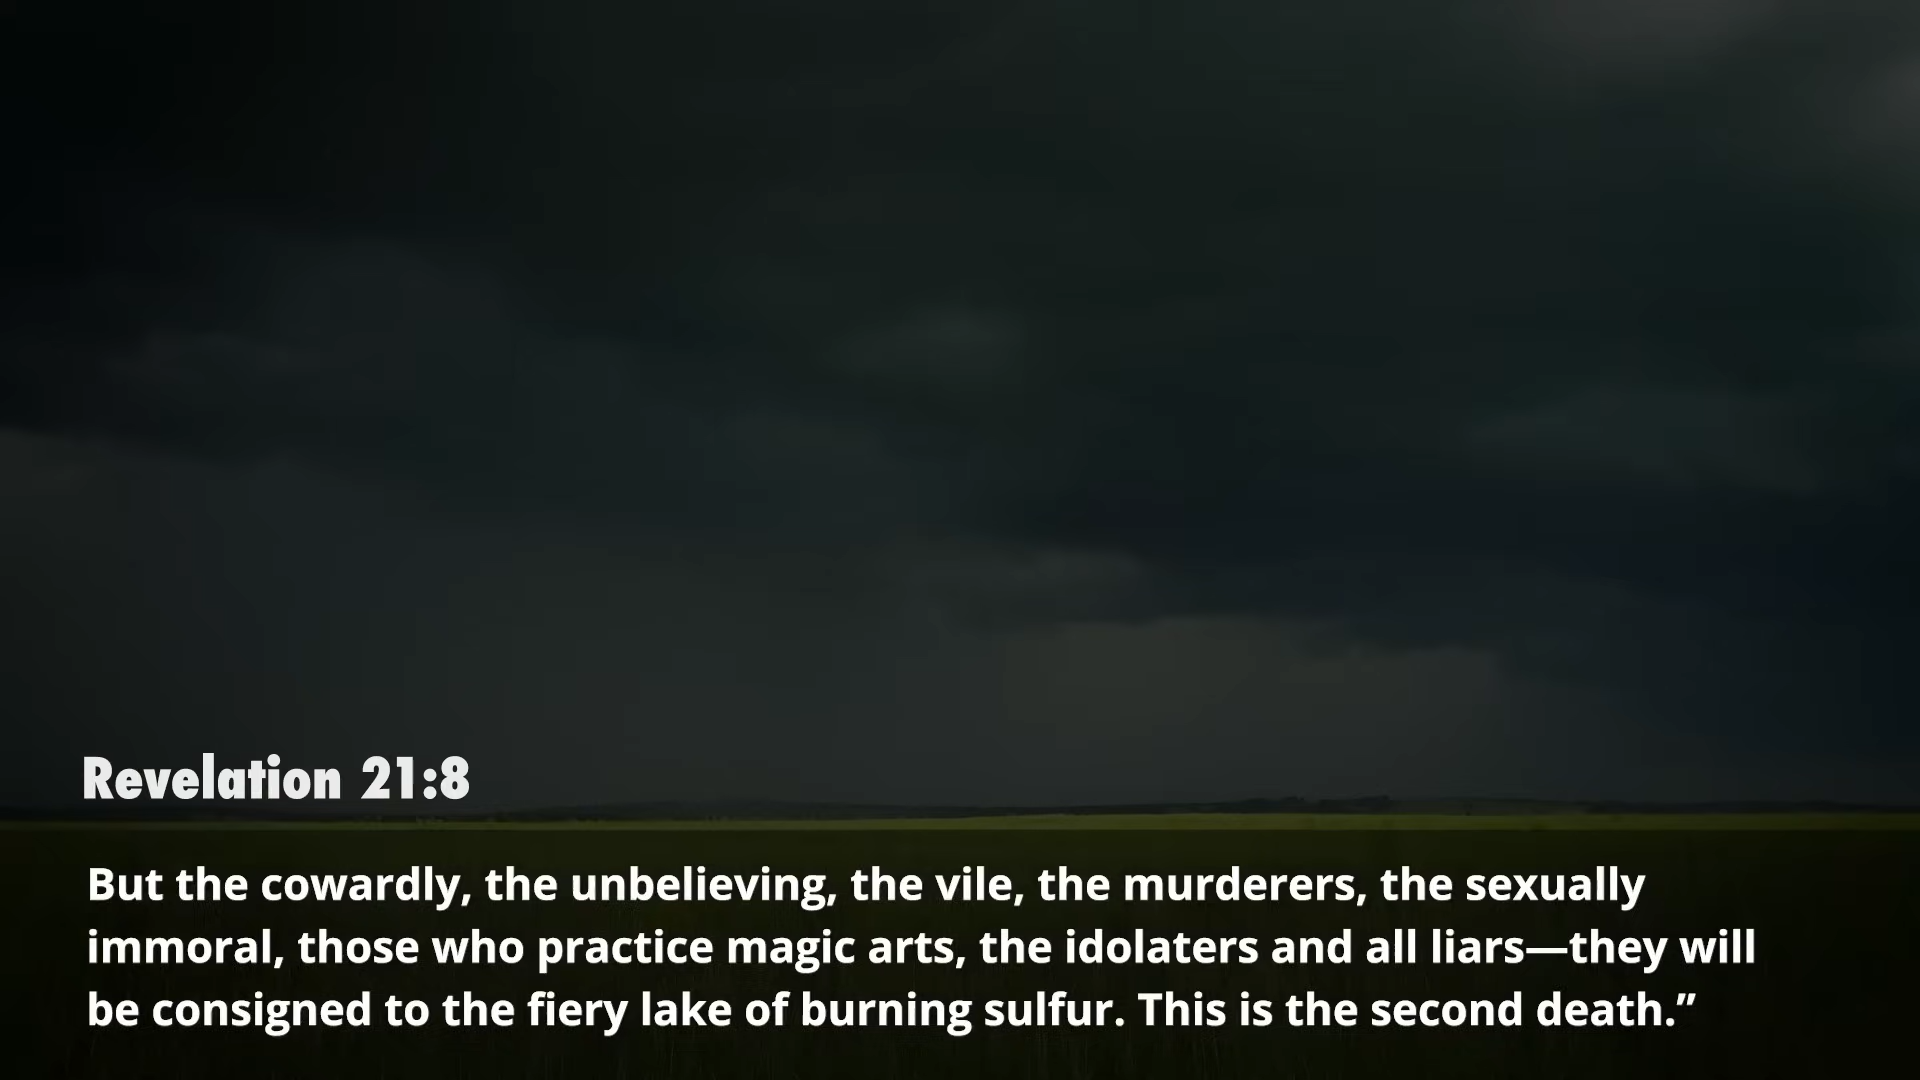 Revelation 21:8
But the cowardly, the unbelieving, the vile, the murderers, the sexually
immoral, those who practice magic arts, the idolaters and all liars—they will
be consigned to the fiery lake of burning sulfur. This is the second death.”